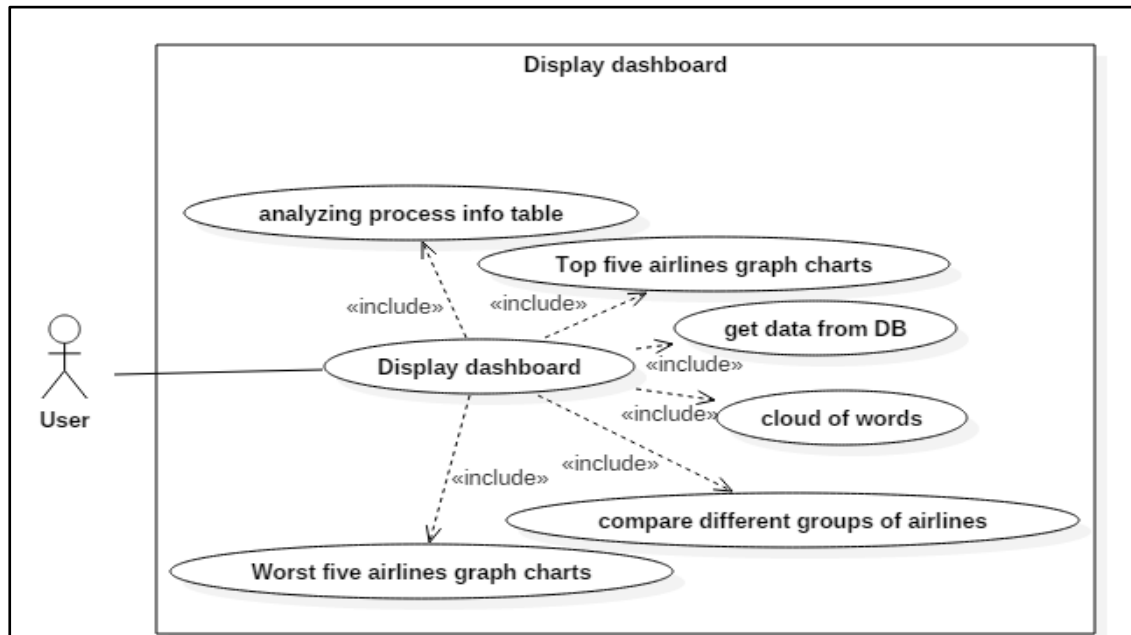 Display dashboard
analyzing process info table
Top five airlines graph charts
«include»
«include»
get data from DB
«include»
Display dashboard
User
«include»
cloud of words
«include»
«include»
compare different groups of airlines
Worst five airlines graph charts